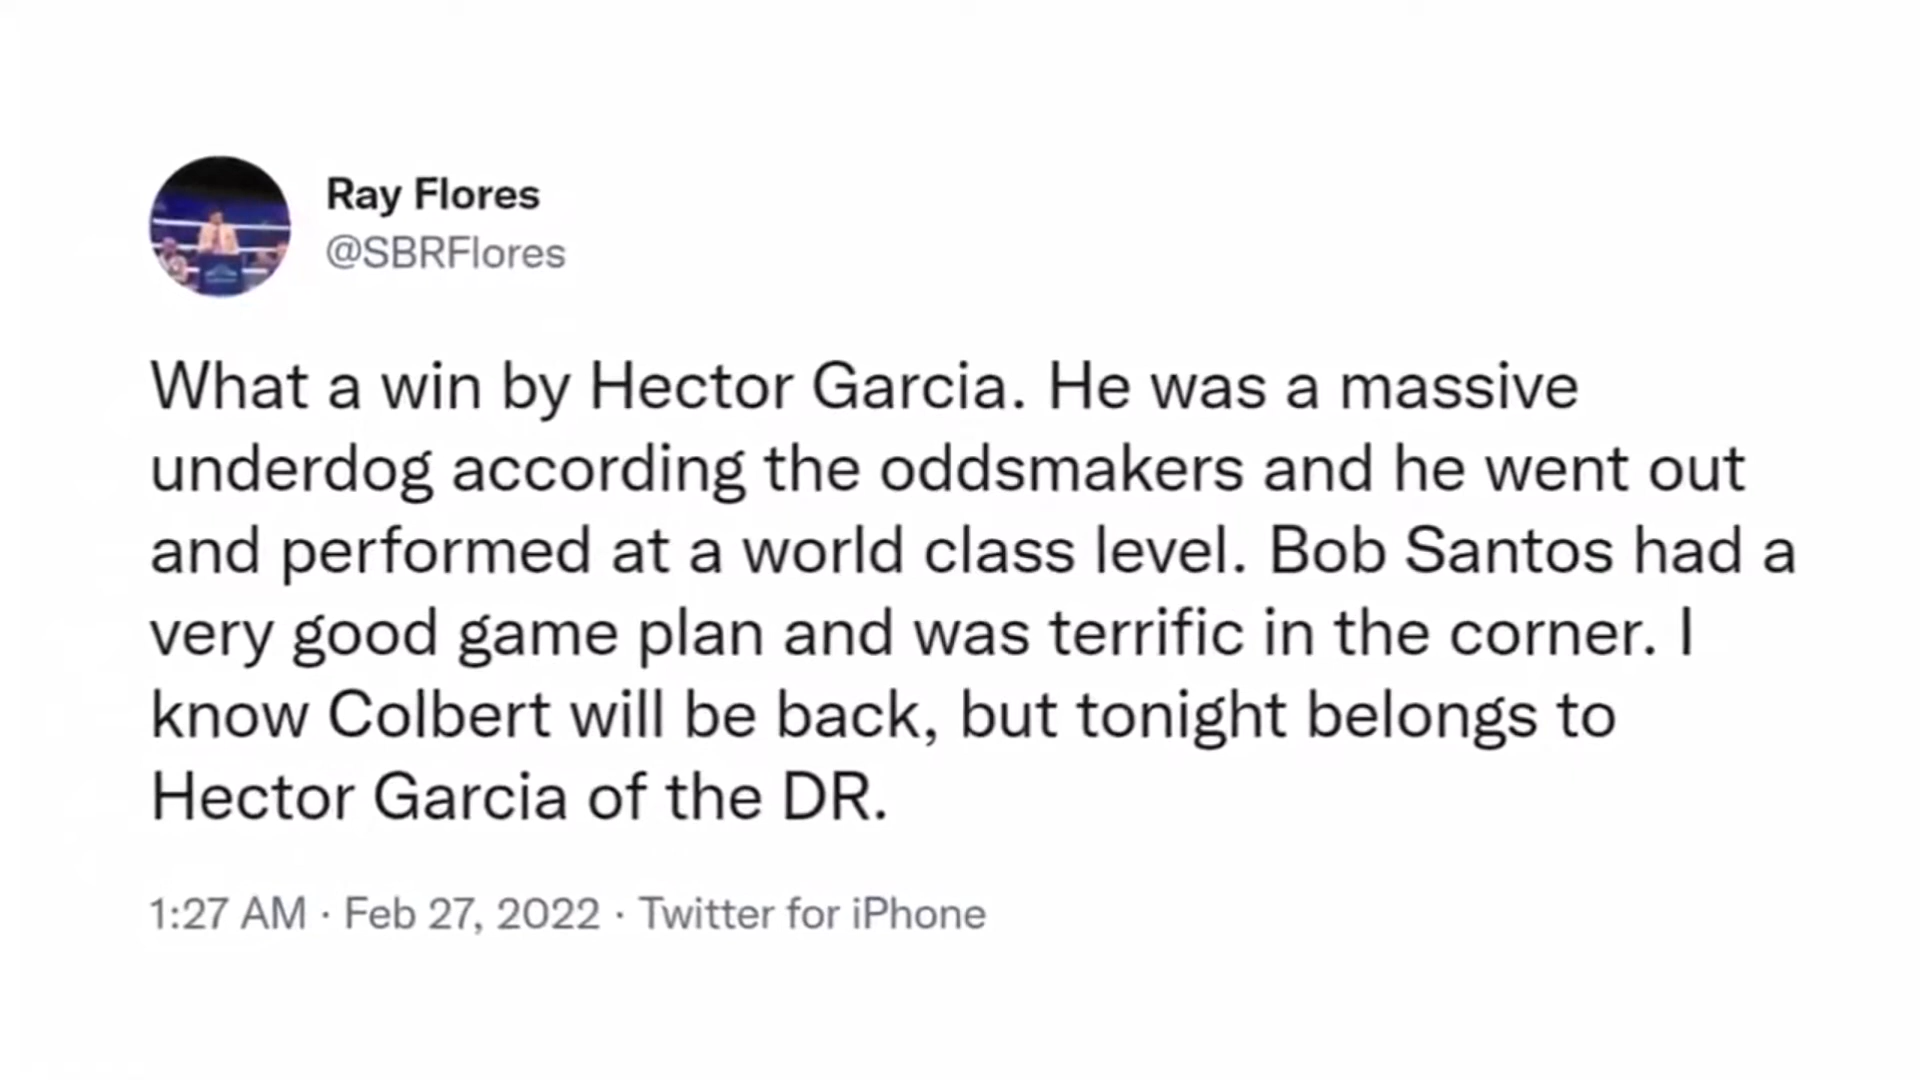 Ray Flores
@SBRFlores
What a win by Hector Garcia. He was a massive
underdog according the oddsmakers and he went out
and performed at a world class level. Bob Santos had a
very good game plan and was terrific in the corner. I
know Colbert will be back, but tonight belongs to
Hector Garcia of the DR.
1:27 AM · Feb 27, 2022 · Twitter for iPhone